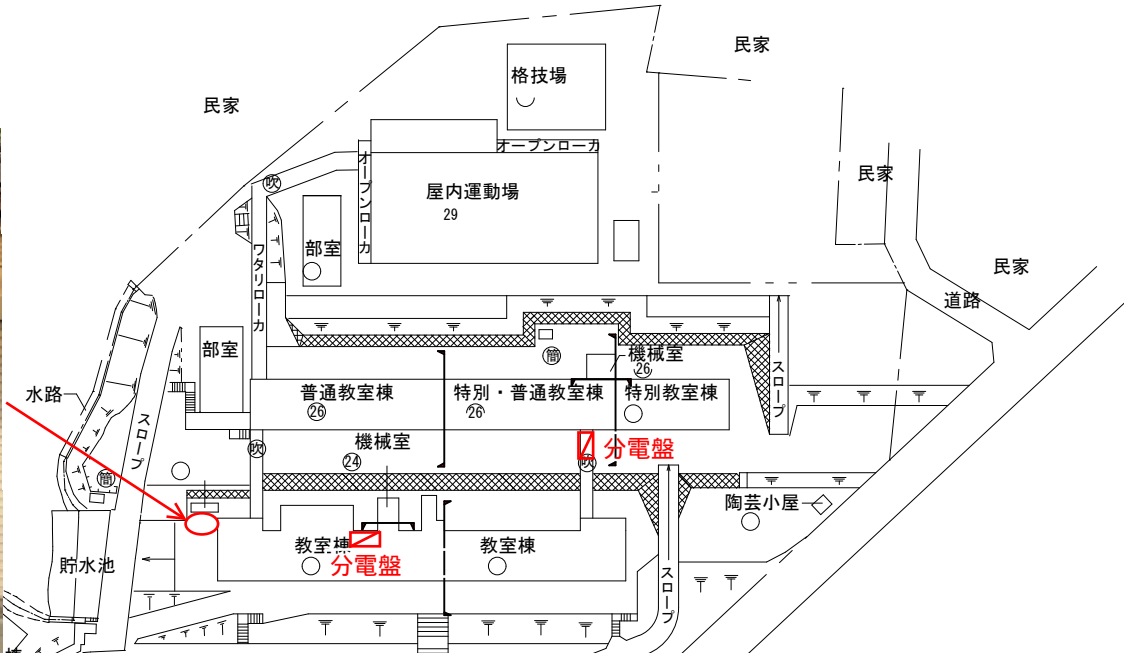 民家
民家
格技場
オープンローカ
民家
オープンローカ
屋内運動場
29
吹
部室
ワタリローカ
民家
道路
部室
簡
機械室
26
スロープ
水路
普通教室棟
26
特別・普通教室棟
26
特別教室棟
スロープ
吹
機械室
24
分電盤
吹
簡
陶芸小屋
教室棟
教室棟
分電盤
貯水池
スロープ